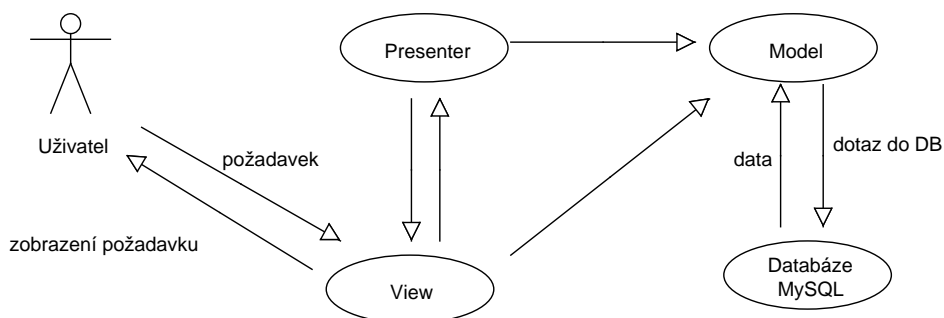 Presenter
Model
Uživatel
požadavek
data
dotaz do DB
zobrazení požadavku
View
Databáze
MySQL